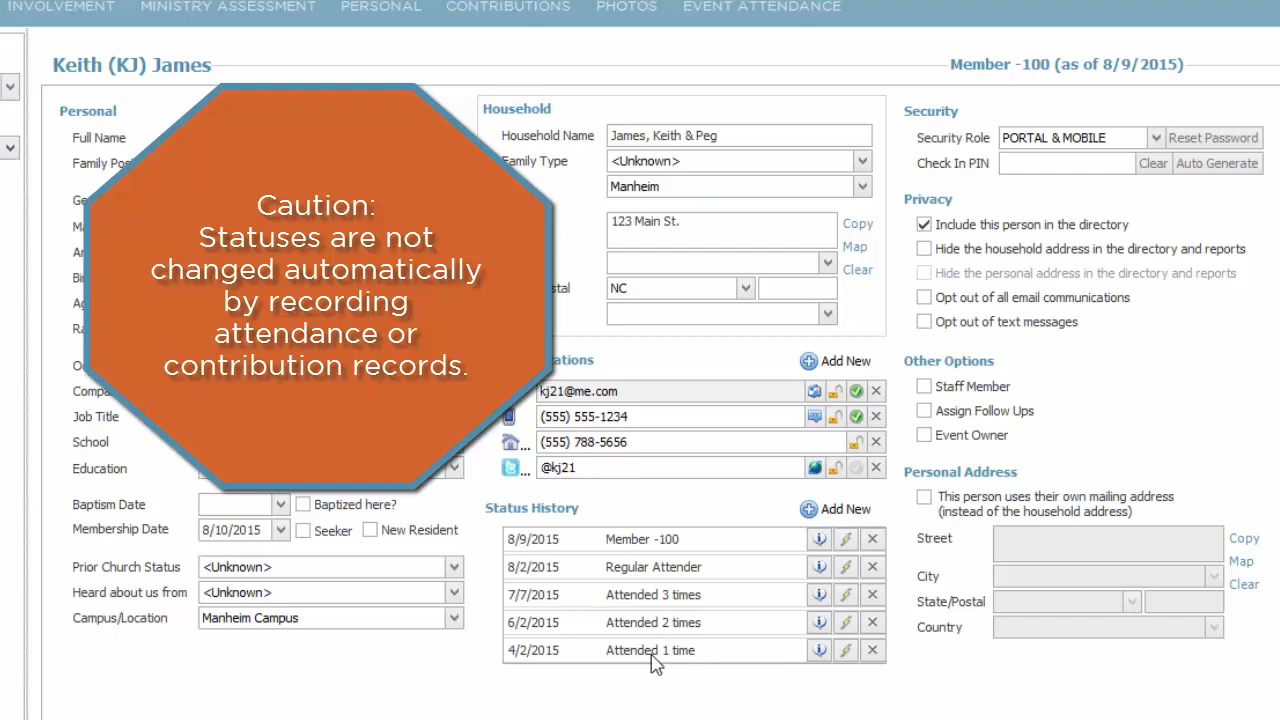 INVOLVEMENT MINISTRY ASSESSMENT PERSONAL CONTRIBUTIONS PHOTOS EVENT ATTENDANCE
Keith (KJ) James
Member -100 (as of 8/9/2015)
Personal
Full Name
Family
Caution:
Statuses are not
changed automatically
by recording
attendance or
contribution records.
Job Title
School
Education
Baptism Date
Baptized here?
Membership Date 8/10/2015
Seeker
New Resident
Prior Church Status <Unknown>
Heard about us from <Unknown>
Campus/Location Manheim Campus
Household
Household Name James, Keith & Peg
Family Type <Unknown>
Manheim
123 Main St.
Copy
Map
Clear
NC
Add New
kj21@me.com
(555) 555-1234
(555) 788-5656
...
@kj21
...
Status History
Add New
8/9/2015 Member -100
8/2/2015 Regular Attender
7/7/2015 Attended 3 times
6/2/2015 Attended 2 times
4/2/2015 Attended 1 time
Security
Security Role PORTAL & MOBILE Reset Password
Check In PIN Clear Auto Generate
Privacy
Include this person in the directory
Hide the household address in the directory and reports
Hide the personal address in the directory and reports
Opt out of all email communications
Opt out of text messages
Other Options
Staff Member
Assign Follow Ups
Event Owner
Personal Address
This person uses their own mailing address
(instead of the household address)
Street
Copy
Map
City
Clear
State/Postal
Country